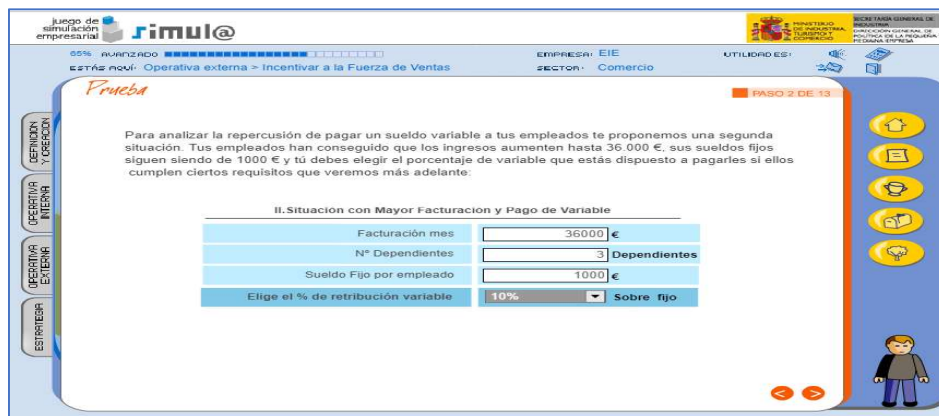 juego de
simulación
empresarial
simul@
MINISTERIO
DE INDUSTRIA,
TURISMO Y
COMERCIO
SECRETARÍA GENERAL DE
INDUSTRIA
DIRECCIÓN GENERAL DE
POLÍTICA DE LA PEQUEÑA
Y MEDIANA EMPRESA
65% AVANZADO
EMPRESA: EIE
UTILIDADES:
ESTÁS AQUÍ: Operativa externa > Incentivar a la Fuerza de Ventas
SECTOR: Comercio
Prueba
PASO 2 DE 13
DEFINICIÓN
Y CREACIÓN
OPERATIVA
INTERNA
OPERATIVA
EXTERNA
ESTRATEGIA
Para analizar la repercusión de pagar un sueldo variable a tus empleados te proponemos una segunda
situación. Tus empleados han conseguido que los ingresos aumenten hasta 36.000 €, sus sueldos fijos
siguen siendo de 1000 € y tú debes elegir el porcentaje de variable que estás dispuesto a pagarles si ellos
cumplen ciertos requisitos que veremos más adelante:
II.Situación con Mayor Facturación y Pago de Variable
Facturación mes 36000 €
Nº Dependientes 3 Dependientes
Sueldo Fijo por empleado 1000 €
Elige el % de retribución variable 10% Sobre fijo